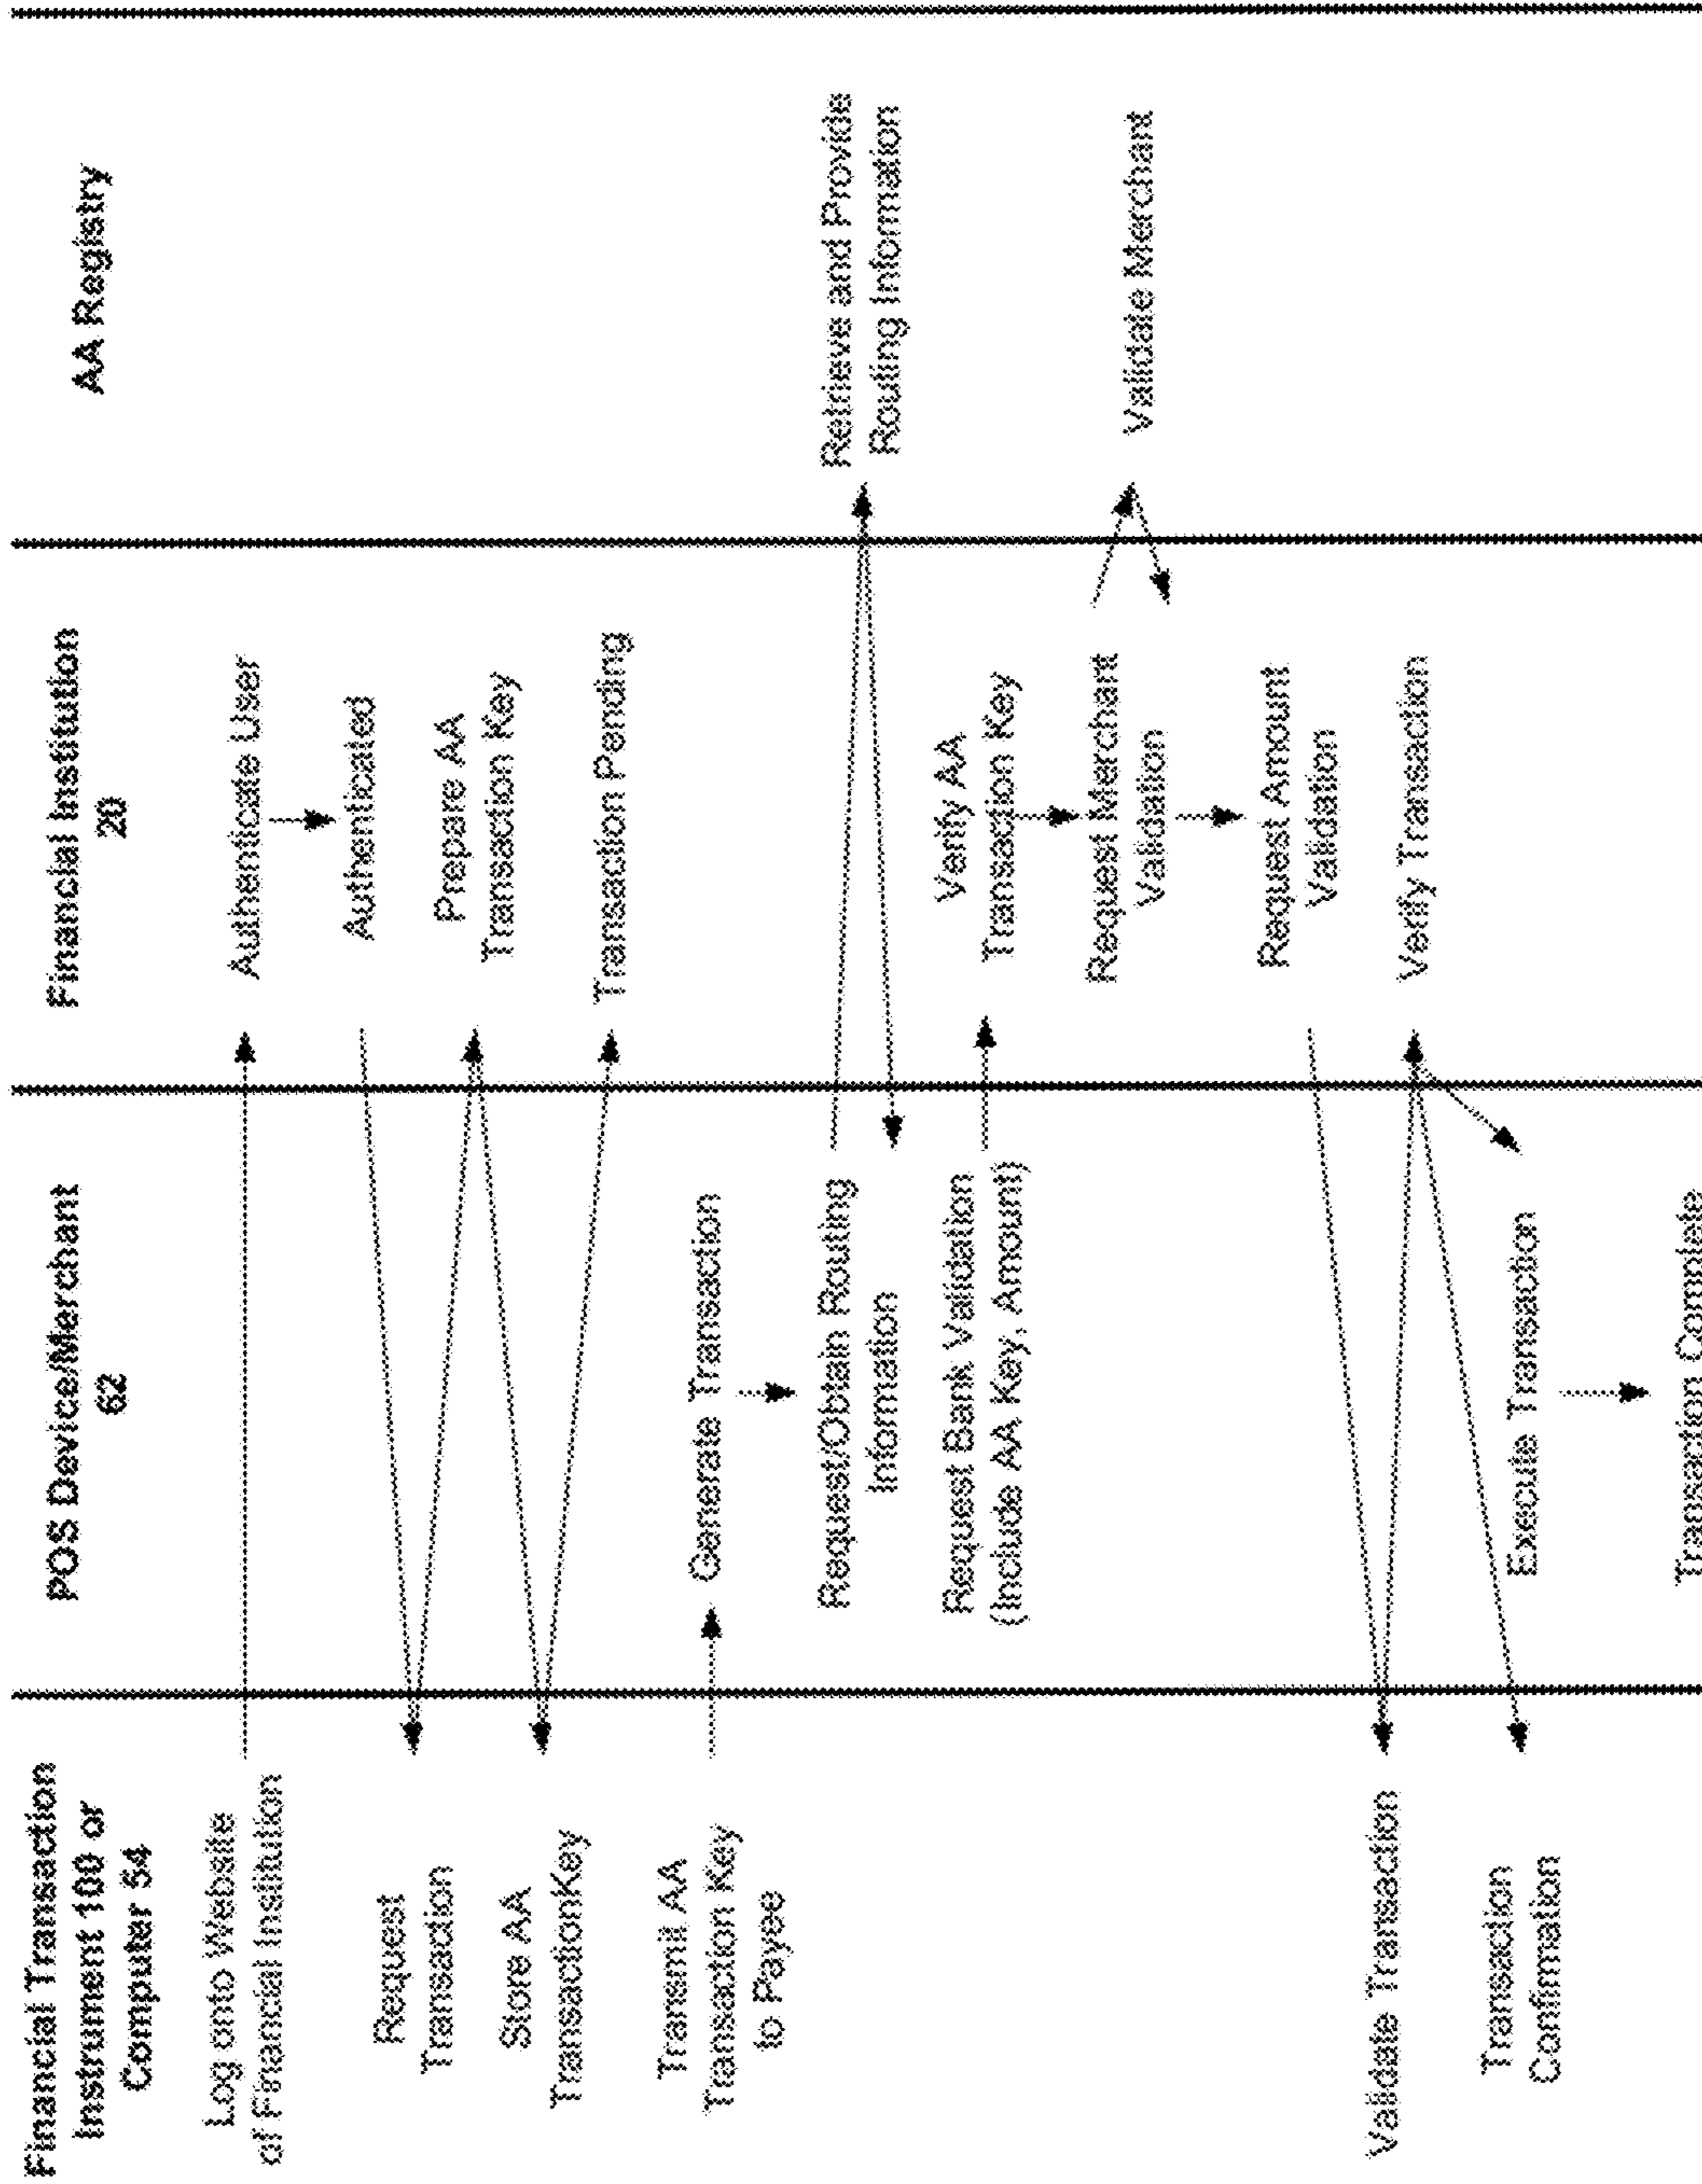 Financial Transaction
Instrument 100 or
Computer 54
POS Device/Merchant
62
Financial Institution
20
AA Registry
Log onto Website
of Financial Institution
Authenticate User
Authenticated
Request
Transaction
Prepare AA
Transaction Key
Store AA
TransactionKey
Transaction Pending
Transmit AA
Transaction Key
to Payee
Generate Transaction
Request/Obtain Routing
Information
Retrieve and Provide
Routing Information
Request Bank Validation
(Include AA Key, Amount)
Verify AA
Transaction Key
Request Merchant
Validation
Validate Merchant
Request Amount
Validation
Validate Transaction
Verify Transaction
Transaction
Confirmation
Execute Transaction
Transaction Complete